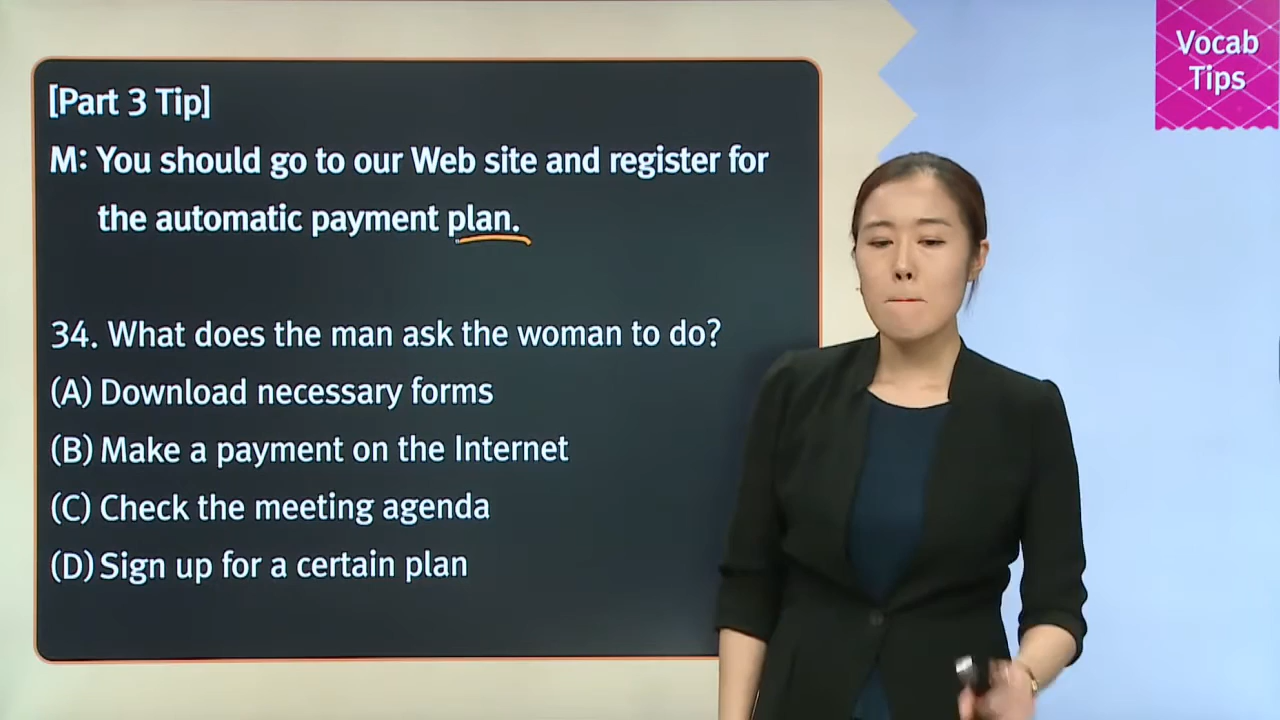 [Part 3 Tip]
M: You should go to our Web site and register for
the automatic payment plan.
34. What does the man ask the woman to do?
(A) Download necessary forms
(B) Make a payment on the Internet
(C) Check the meeting agenda
(D) Sign up for a certain plan
Vocab
Tips